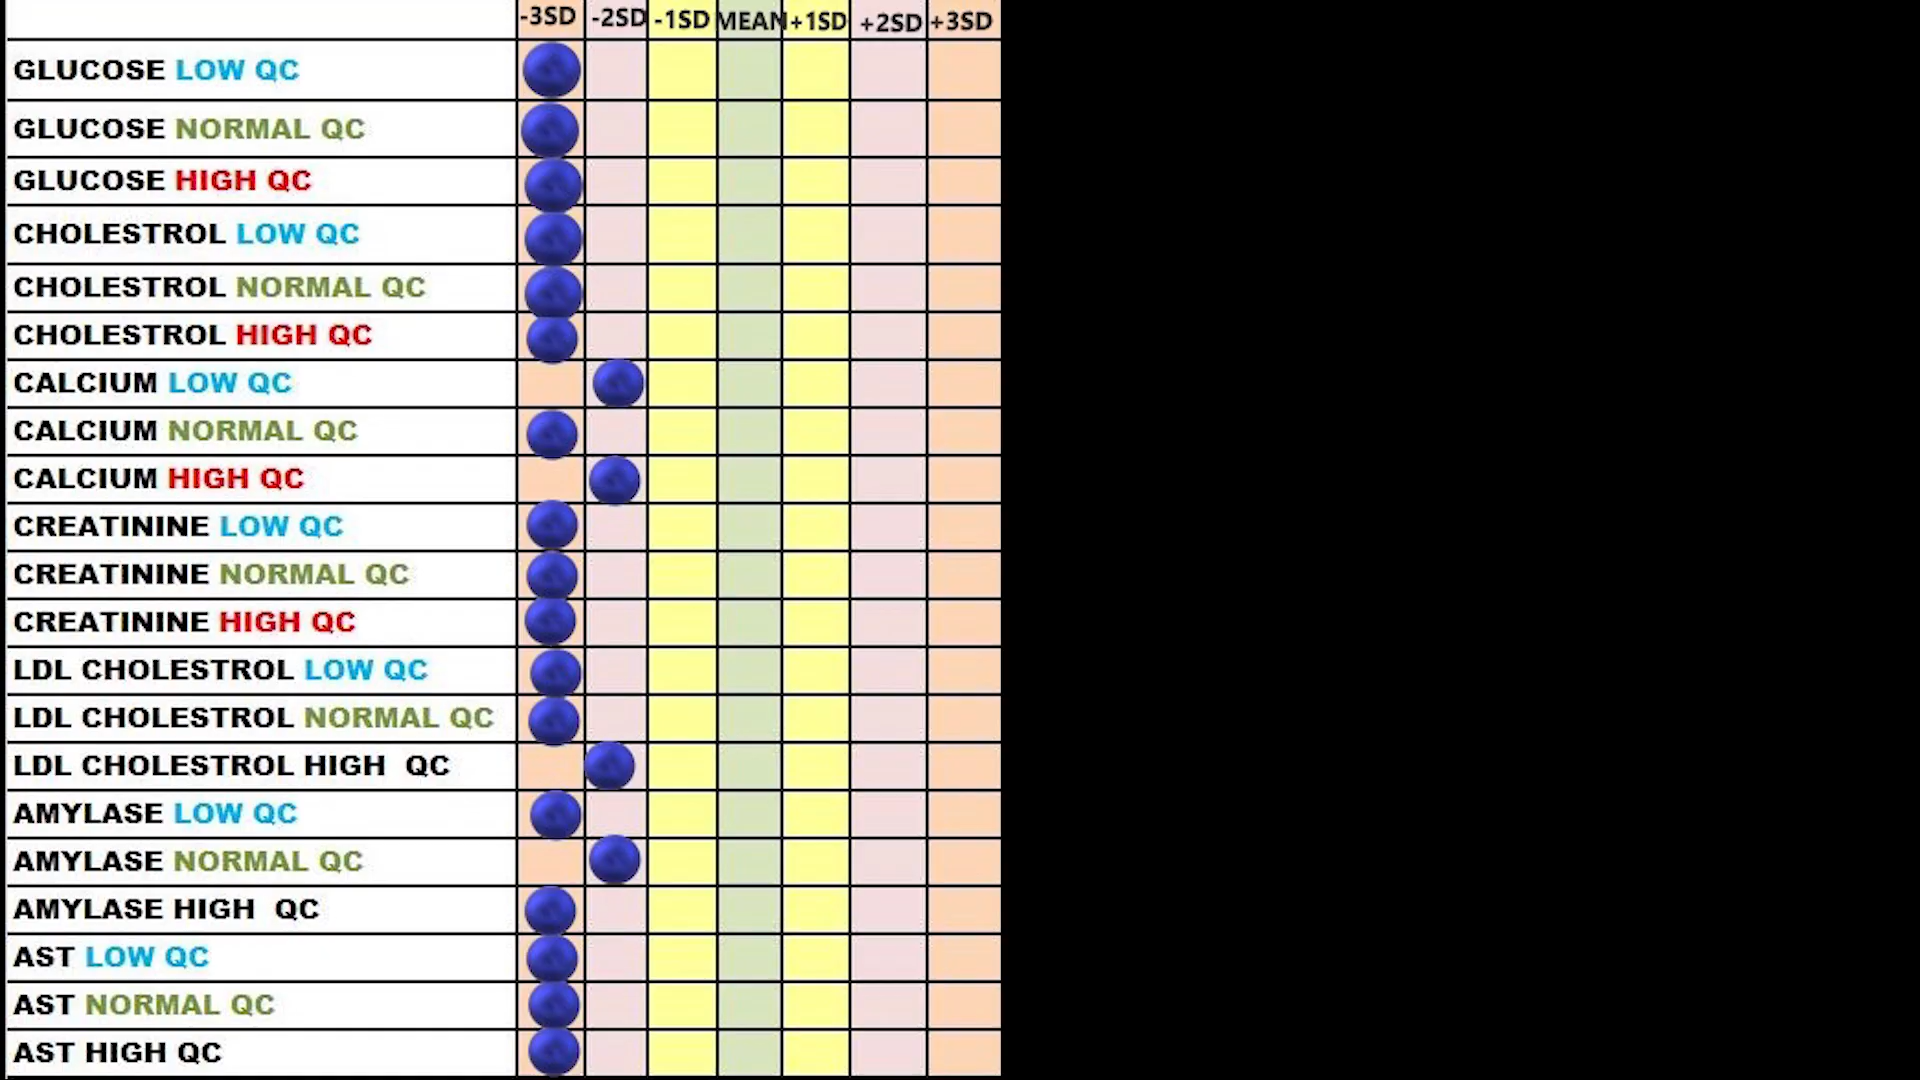 -3SD -2SD -1SD MEAN +1SD +2SD +3SD
GLUCOSE LOW QC
GLUCOSE NORMAL QC
GLUCOSE HIGH QC
CHOLESTROL LOW QC
CHOLESTROL NORMAL QC
CHOLESTROL HIGH QC
CALCIUM LOW QC
CALCIUM NORMAL QC
CALCIUM HIGH QC
CREATININE LOW QC
CREATININE NORMAL QC
CREATININE HIGH QC
LDL CHOLESTROL LOW QC
LDL CHOLESTROL NORMAL QC
LDL CHOLESTROL HIGH QC
AMYLASE LOW QC
AMYLASE NORMAL QC
AMYLASE HIGH QC
AST LOW QC
AST NORMAL QC
AST HIGH QC